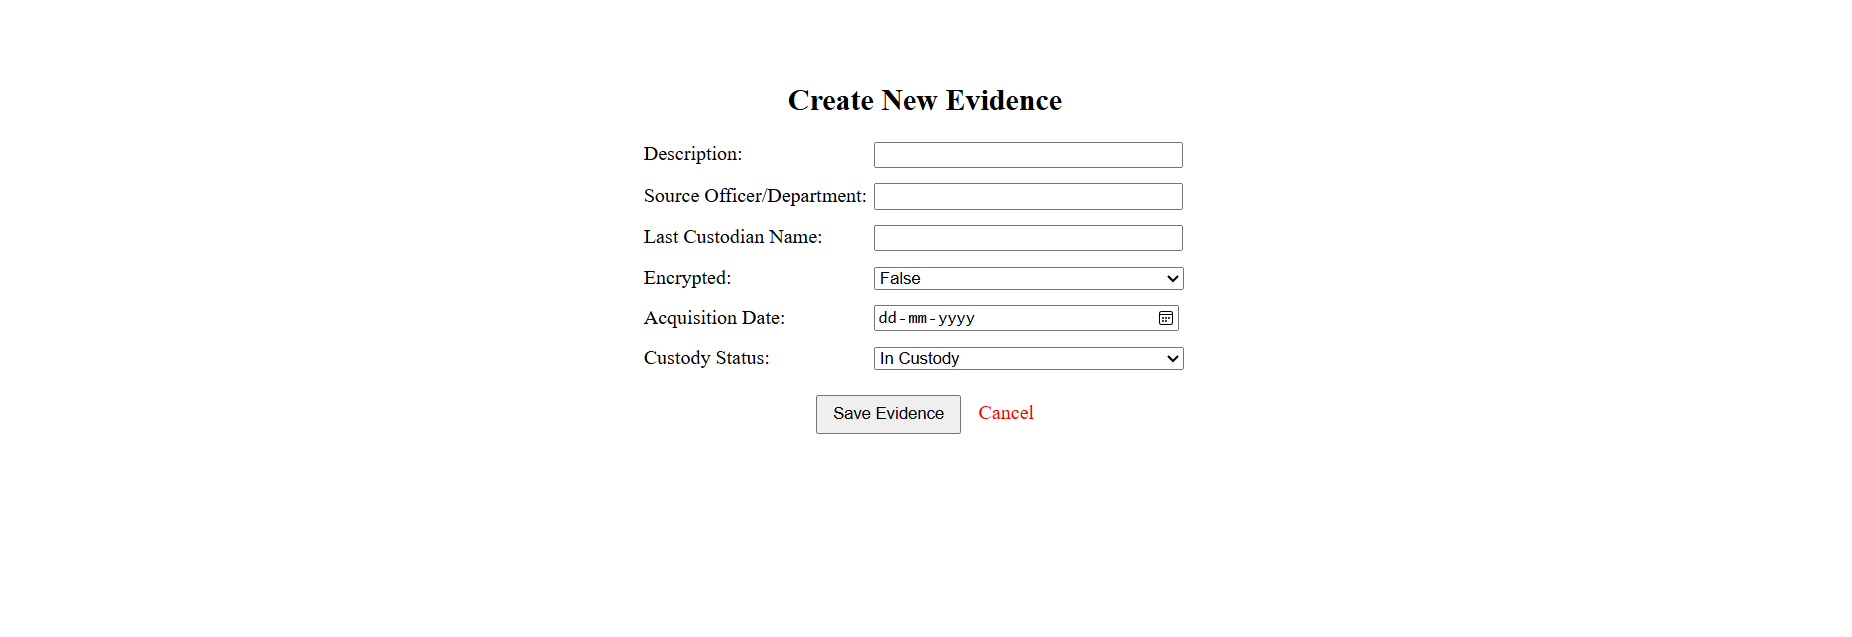 Create New Evidence
Description:
Source Officer/Department:
Last Custodian Name:
Encrypted: False
Acquisition Date: dd-mm-yyyy
Custody Status: In Custody
Save Evidence Cancel